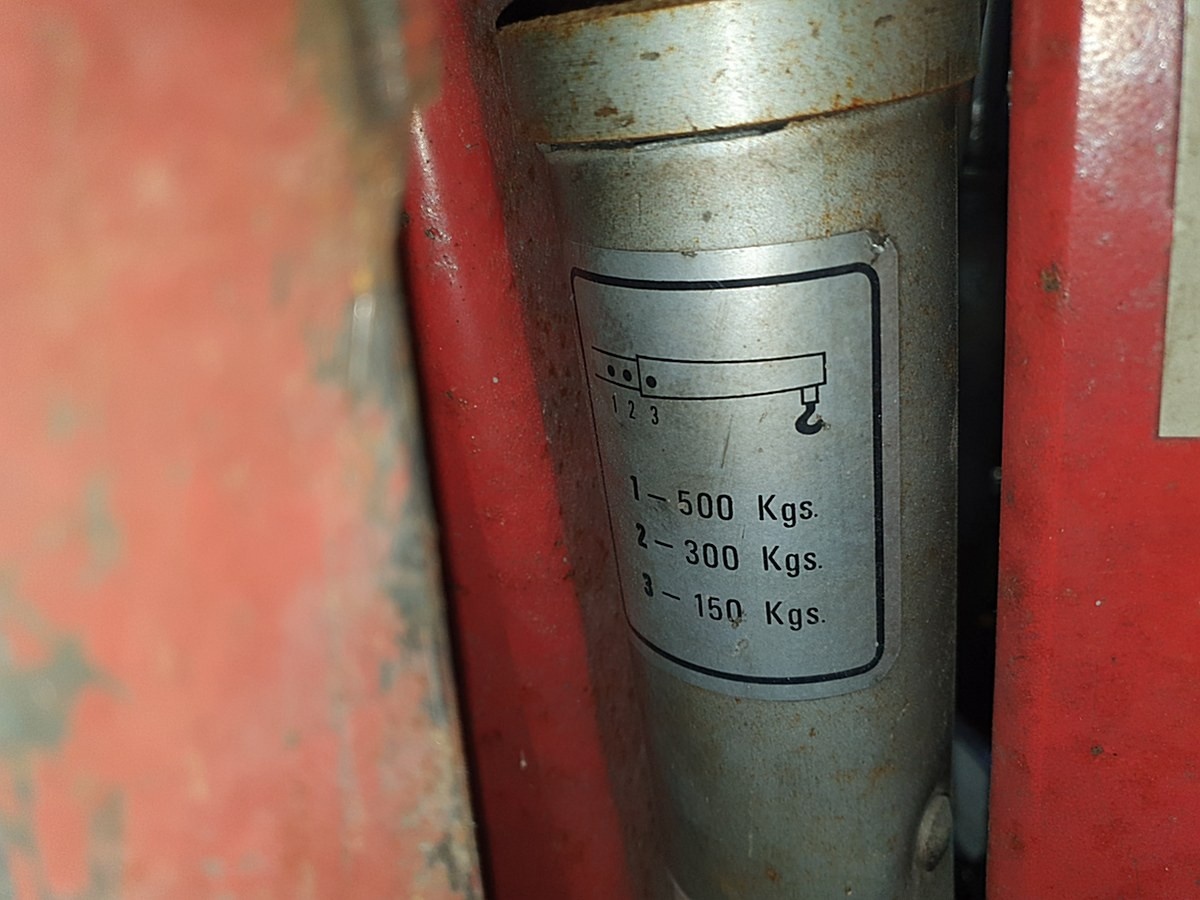 1 2 3
1 – 500 Kgs.
2 – 300 Kgs.
3 – 150 Kgs.